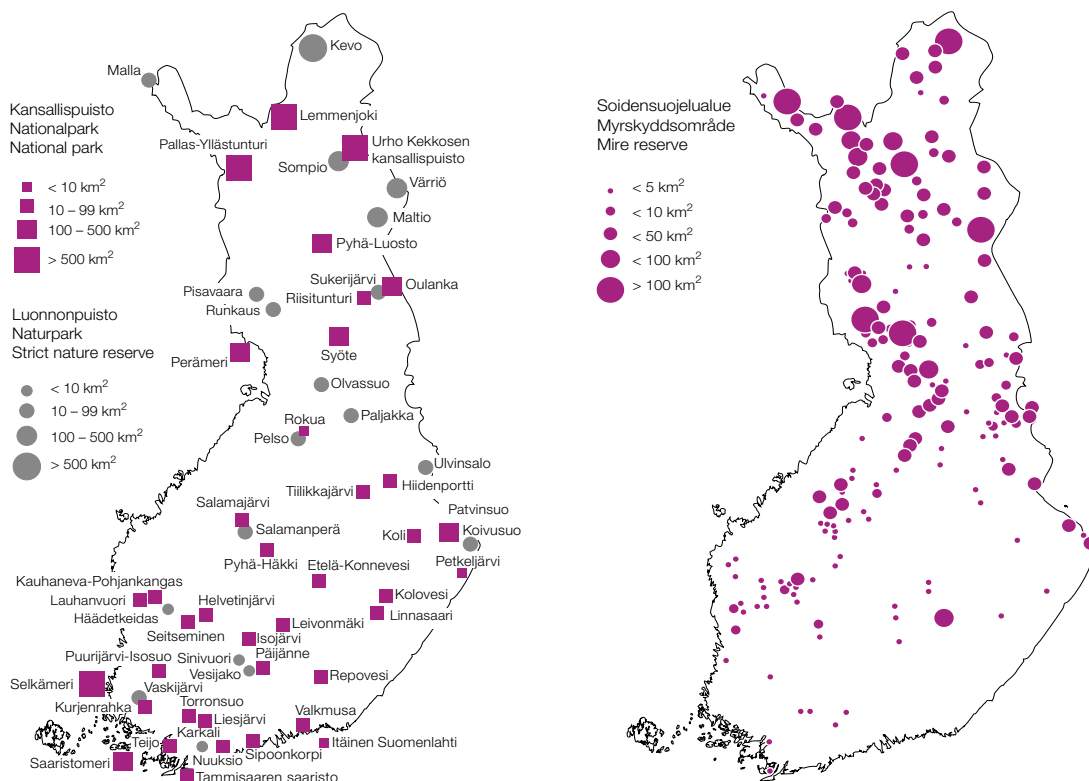 Kansallispuisto
Nationalpark
National park
< 10 km²
10 – 99 km²
100 – 500 km²
> 500 km²
Luonnonpuisto
Naturpark
Strict nature reserve
< 10 km²
10 – 99 km²
100 – 500 km²
> 500 km²
Kevo
Malla
Lemmenjoki
Pallas-Yllästunturi
Urho Kekkosen
kansallispuisto
Sompio
Värriö
Maltio
Pyhä-Luosto
Sukerijärvi
Oulanka
Pisavaara
Riisitunturi
Runkaus
Perämeri
Syöte
Olvassuo
Rokua
Paljakka
Pelso
Ulvinsalo
Tiilikkajärvi
Hiidenportti
Salamajärvi
Patvinsuo
Salamanperä
Koli
Koivusuo
Pyhä-Häkki
Etelä-Konnevesi
Petkeljärvi
Kauhaneva-Pohjankangas
Lauhanvuori
Helvetinjärvi
Kolovesi
Häädetkeidas
Linnasaari
Seitseminen
Leivonmäki
Isojärvi
Puurijärvi-Isosuo
Sinivuori
Päijänne
Vesijako
Repovesi
Selkämeri
Vaskijärvi
Kurjenrahka
Torronsuo
Liesjärvi
Valkmusa
Karkali
Teijo
Itäinen Suomenlahti
Nuuksio
Sipoonkorpi
Saaristomeri
Tammisaaren saaristo
Soidensuojelualue
Myrskyddsområde
Mire reserve
< 5 km²
< 10 km²
< 50 km²
< 100 km²
> 100 km²